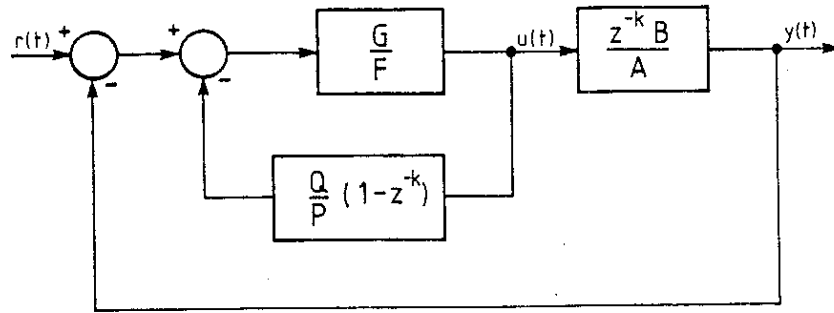 r(t) + - + - G/F u(t) z^{-k} B/A y(t)
Q/P (1-z^{-k})